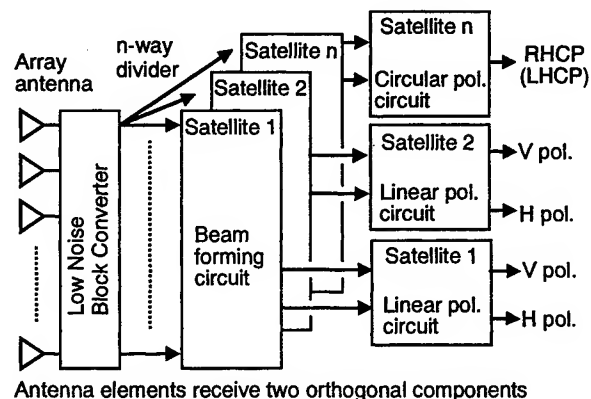 Array
antenna
n-way
divider
Low Noise
Block Converter
Satellite n
Satellite 2
Satellite 1
Beam
forming
circuit
Satellite n
Circular pol.
circuit
RHCP
(LHCP)
Satellite 2
Linear pol.
circuit
V pol.
H pol.
Satellite 1
Linear pol.
circuit
V pol.
H pol.
Antenna elements receive two orthogonal components